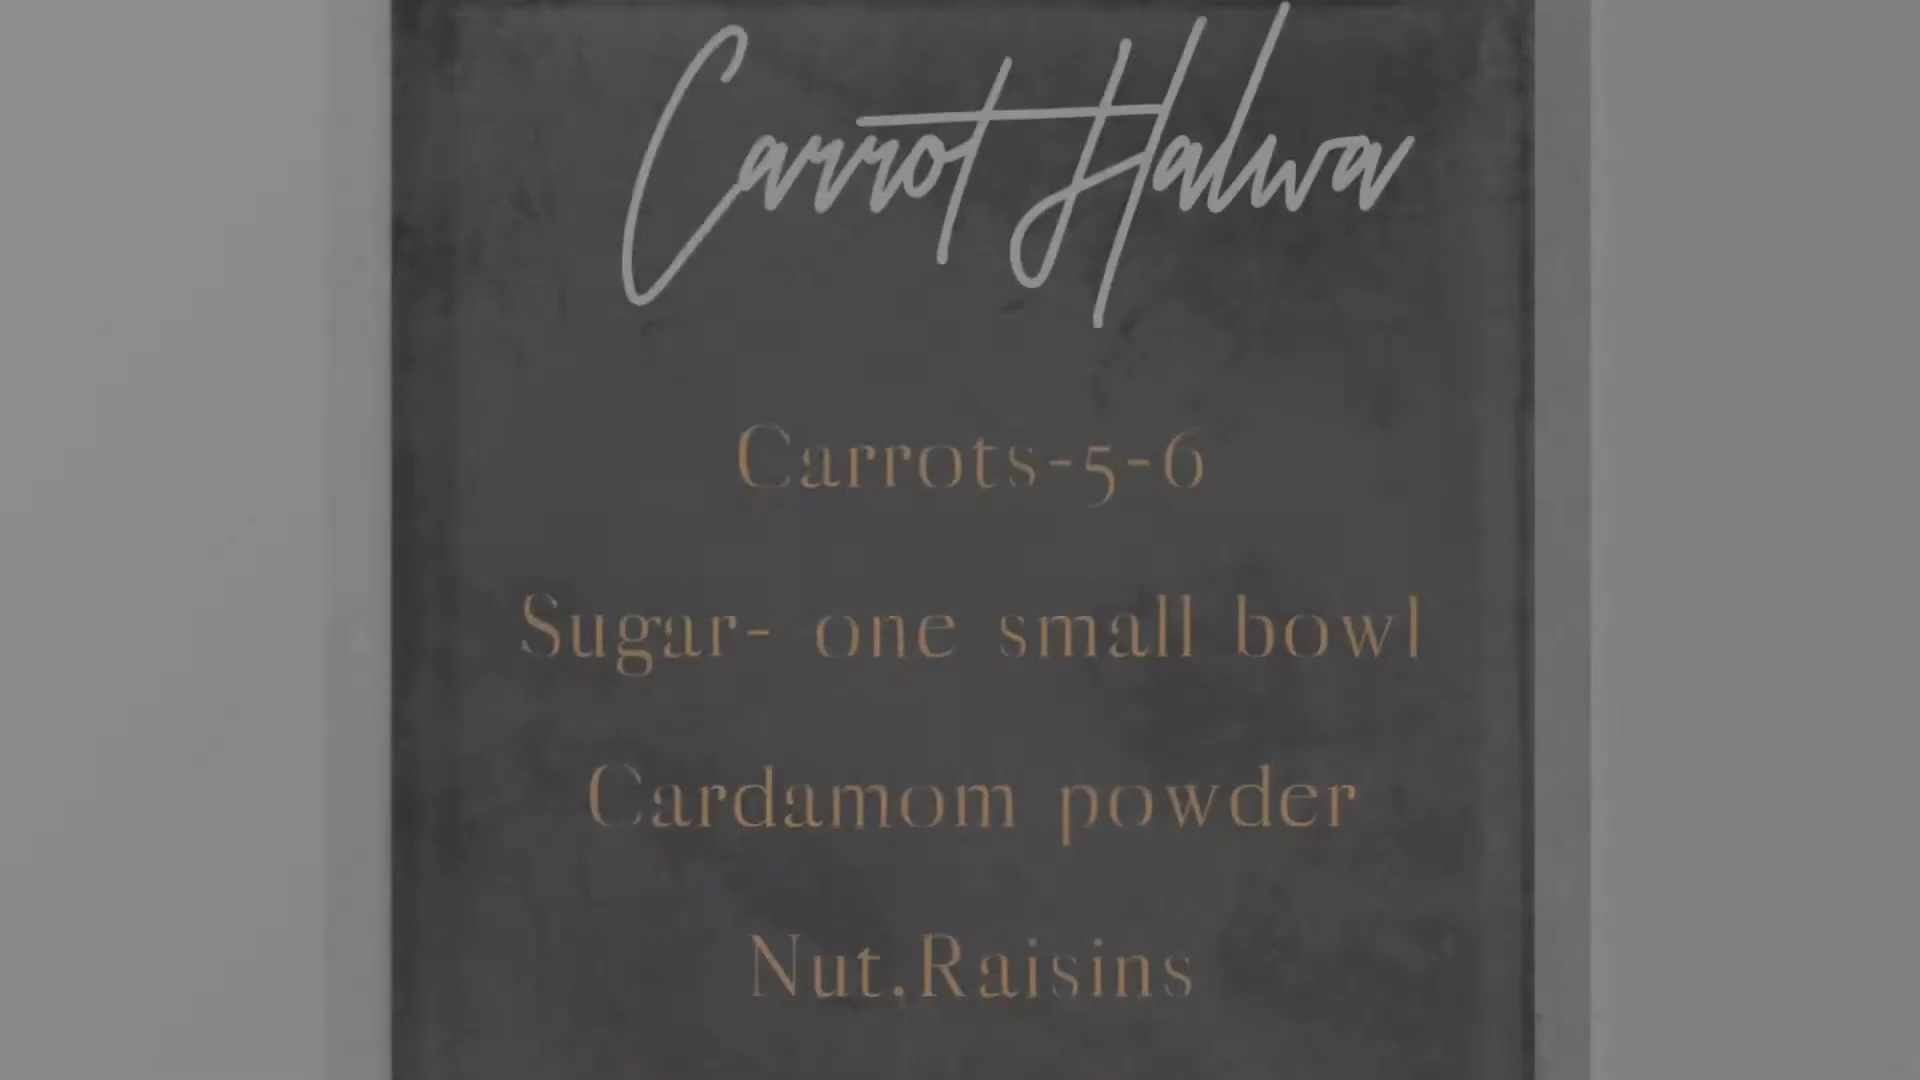 Carrot Halwa
Carrots-5-6
Sugar- one small bowl
Cardamom powder
Nut.Raisins